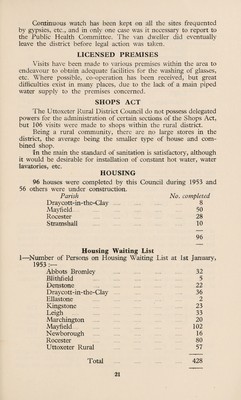 Continuous watch has been kept on all the sites frequented
by gypsies, etc., and in only one case was it necessary to report to
the Public Health Committee. The van dweller did eventually
leave the district before legal action was taken.
LICENSED PREMISES
Visits have been made to various premises within the area to
endeavour to obtain adequate facilities for the washing of glasses,
etc. Where possible, co-operation has been received, but great
difficulties exist in many places, due to the lack of a main piped
water supply to the premises concerned.
SHOPS ACT
The Uttoxeter Rural District Council do not possess delegated
powers for the administration of certain sections of the Shops Act,
but 106 visits were made to shops within the rural district.
Being a rural community, there are no large stores in the
district, the average being the smaller type of house and com-
bined shop.
In the main the standard of sanitation is satisfactory, although
it would be desirable for installation of constant hot water, water
lavatories, etc.
HOUSING
96 houses were completed by this Council during 1953 and
56 others were under construction.
Parish No. completed
Draycott-in-the-Clay 8
Mayfield 50
Rocester 28
Stramshall 10
96
Housing Waiting List
1—Number of Persons on Housing Waiting List at 1st January,
1953:—
Abbots Bromley 32
Blithfield 5
Denstone 22
Draycott-in-the-Clay 36
Ellastone 2
Kingstone 23
Leigh 33
Marchington 20
Mayfield 102
Newborough 16
Rocester 80
Uttoxeter Rural 57
Total 428
21